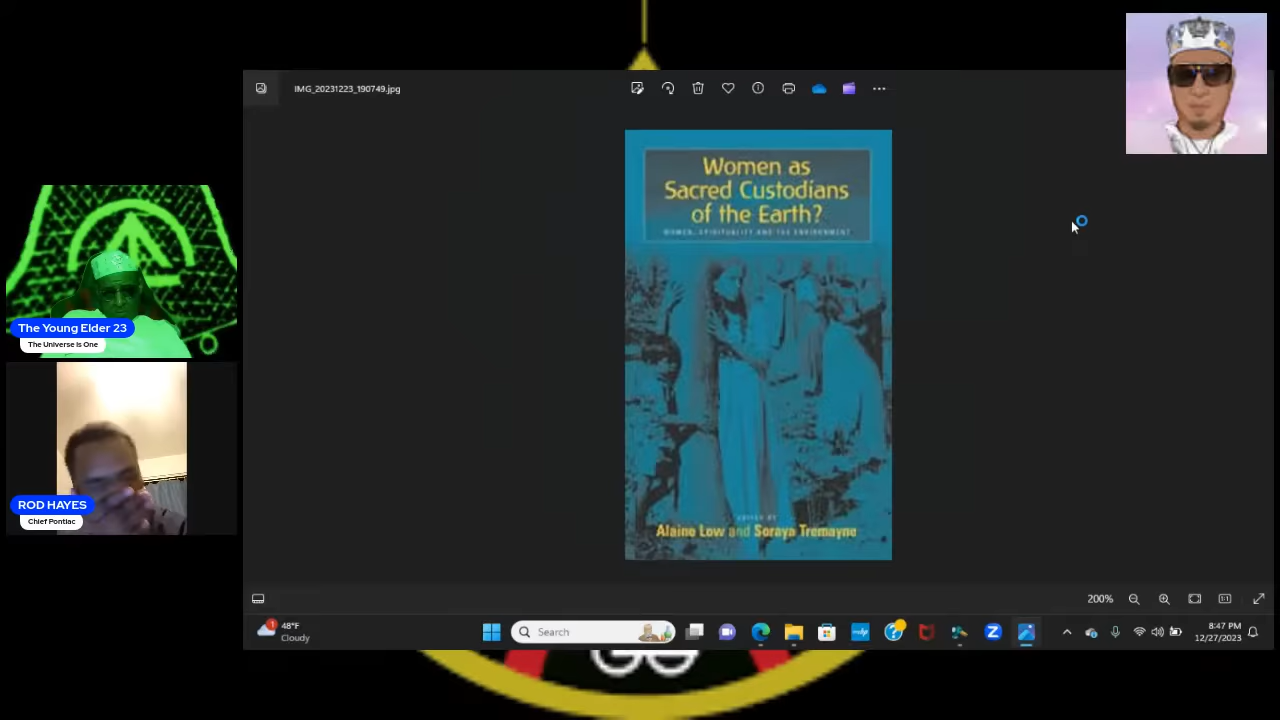 IMG_20231223_190749.jpg
Women as
Sacred Custodians
of the Earth?
WOMEN, SPIRITUALITY AND THE ENVIRONMENT
EDITED BY
Alaine Low and Soraya Tremayne
The Young Elder 23
The Universe is One
ROD HAYES
Chief Pontiac
200%
1
48°F
Cloudy
Search
8:47 PM
12/27/2023